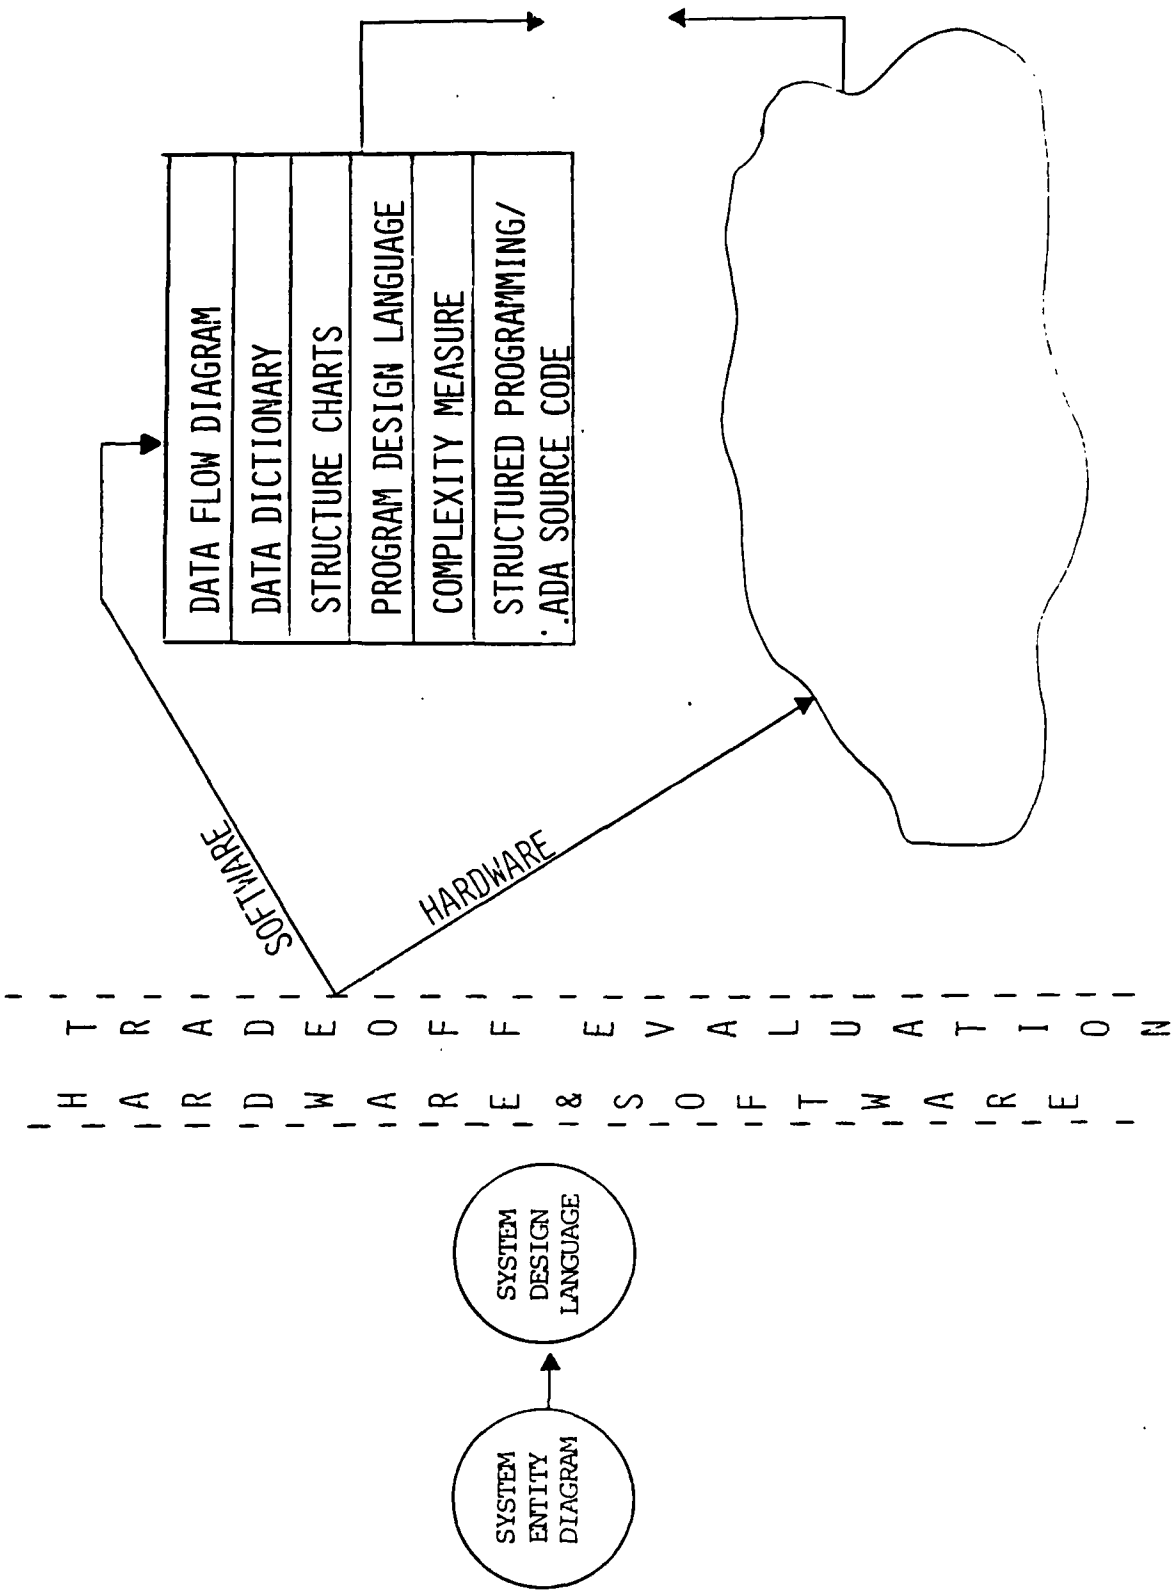 SYSTEM
ENTITY
DIAGRAM
SYSTEM
DESIGN
LANGUAGE
HARDWARE & SOFTWARE
TRADEOFF EVALUATION
SOFTWARE
HARDWARE
DATA FLOW DIAGRAM
DATA DICTIONARY
STRUCTURE CHARTS
PROGRAM DESIGN LANGUAGE
COMPLEXITY MEASURE
STRUCTURED PROGRAMMING/
ADA SOURCE CODE